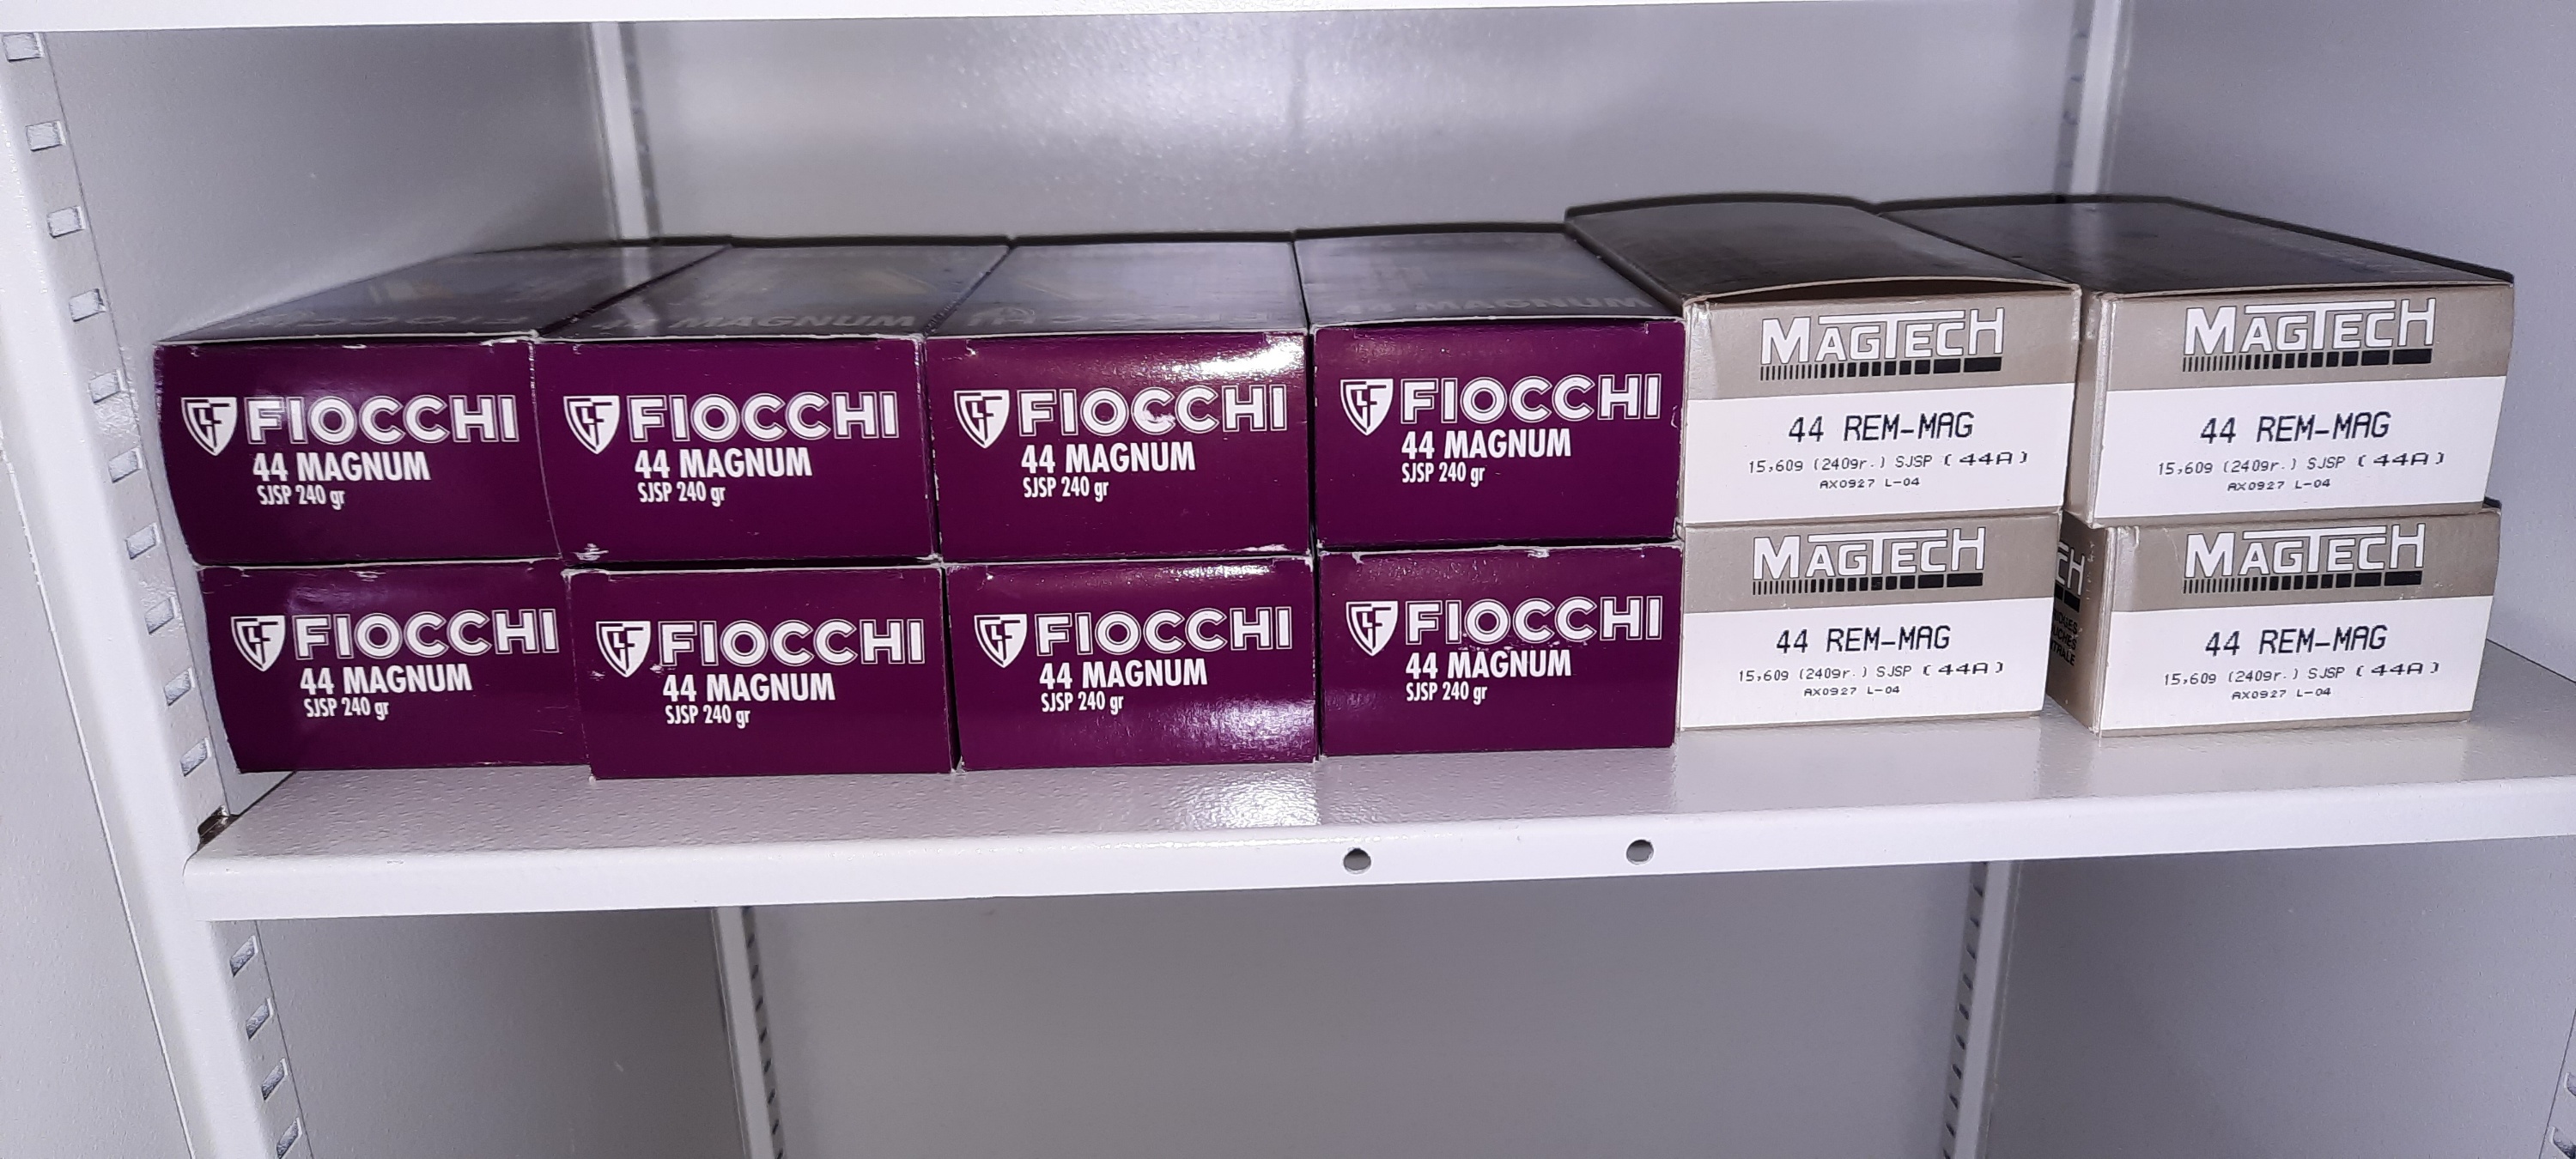 FIOCCHI
44 MAGNUM
SJSP 240 gr
FIOCCHI
44 MAGNUM
SJSP 240 gr
FIOCCHI
44 MAGNUM
SJSP 240 gr
44 MAGNUM
FIOCCHI
44 MAGNUM
SJSP 240 gr
MAGTECH
44 REM-MAG
15,60g (240gr.) SJSP (44A)
AX0927 L-04
MAGTECH
44 REM-MAG
15,60g (240gr.) SJSP (44A)
AX0927 L-04
FIOCCHI
44 MAGNUM
SJSP 240 gr
FIOCCHI
44 MAGNUM
SJSP 240 gr
FIOCCHI
44 MAGNUM
SJSP 240 gr
FIOCCHI
44 MAGNUM
SJSP 240 gr
MAGTECH
44 REM-MAG
15,60g (240gr.) SJSP (44A)
AX0927 L-04
MAGTECH
44 REM-MAG
15,60g (240gr.) SJSP (44A)
AX0927 L-04